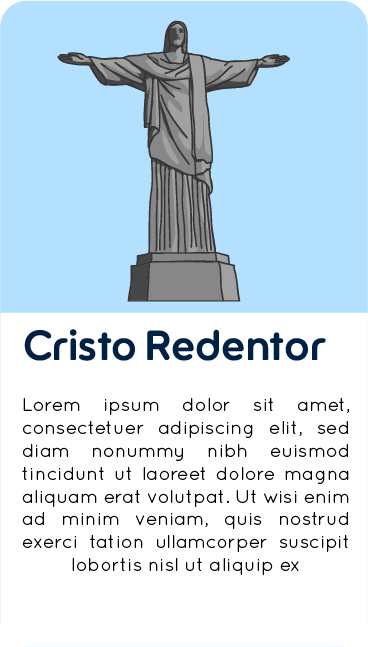 Cristo Redentor
Lorem ipsum dolor sit amet,
consectetuer adipiscing elit, sed
diam nonummy nibh euismod
tincidunt ut laoreet dolore magna
aliquam erat volutpat. Ut wisi enim
ad minim veniam, quis nostrud
exerci tation ullamcorper suscipit
lobortis nisl ut aliquip ex